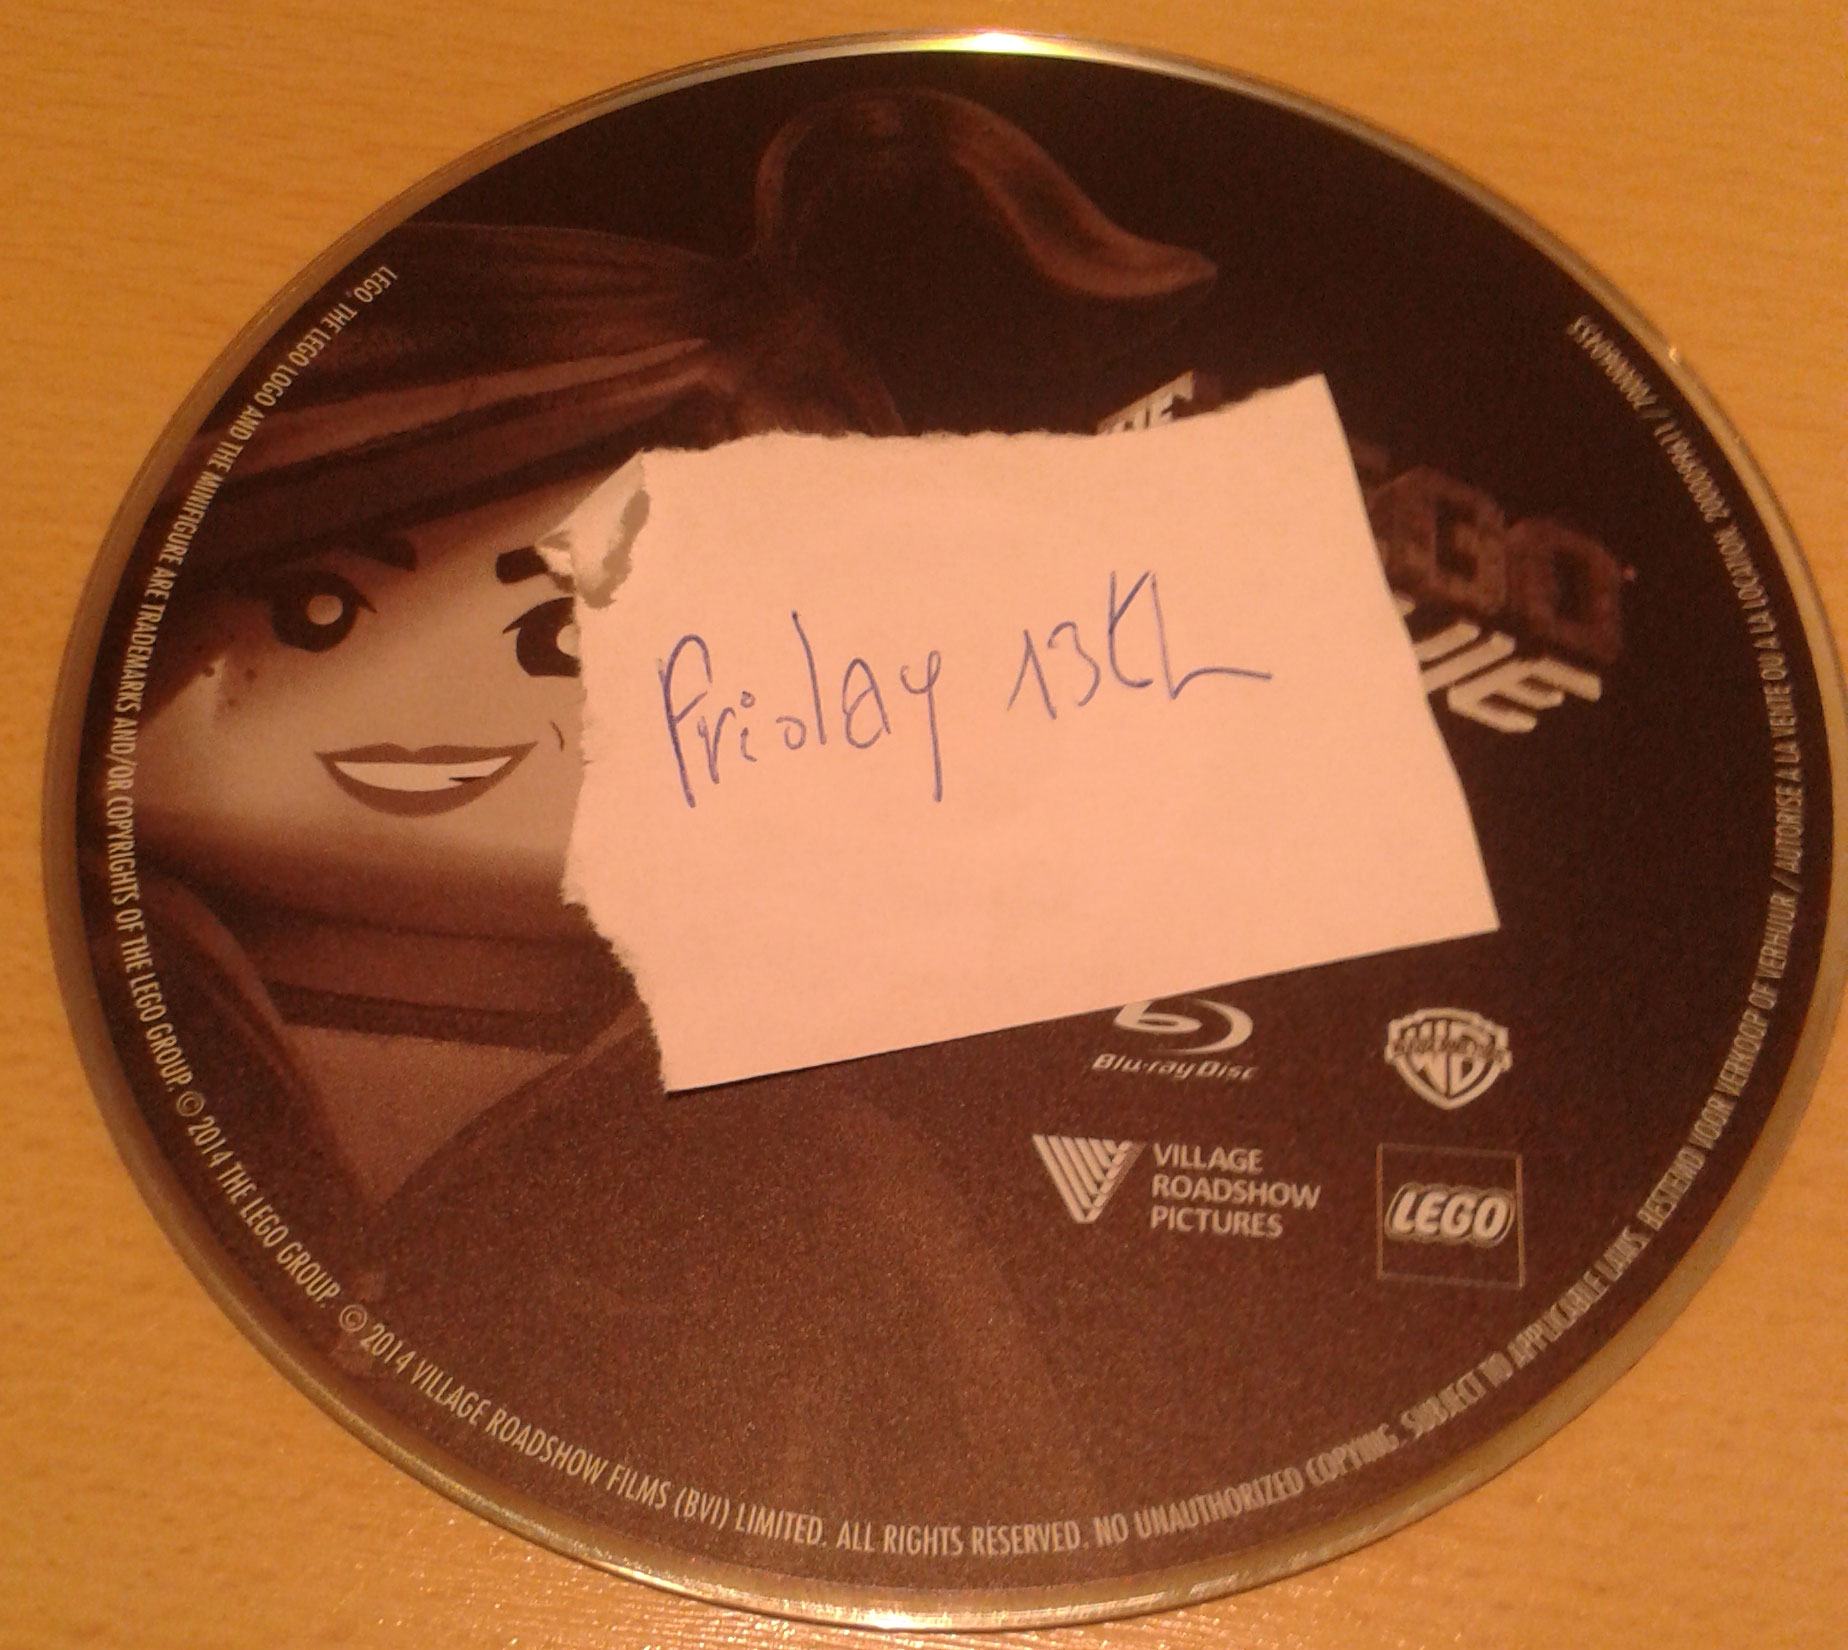 THE
Friday 13th
Blu-ray Disc
VILLAGE
ROADSHOW
PICTURES
LEGO
LEGO, THE LEGO LOGO AND THE MINIFIGURE ARE TRADEMARKS AND/OR COPYRIGHTS OF THE LEGO GROUP. © 2014 THE LEGO GROUP. © 2014 VILLAGE ROADSHOW FILMS (BVI) LIMITED. ALL RIGHTS RESERVED. NO UNAUTHORIZED COPYING. SUBJECT TO APPLICABLE LAWS. BESTEMD VOOR VERKOOP OF VERHUUR / AUTORISE A LA VENTE OU A LA LOCATION.